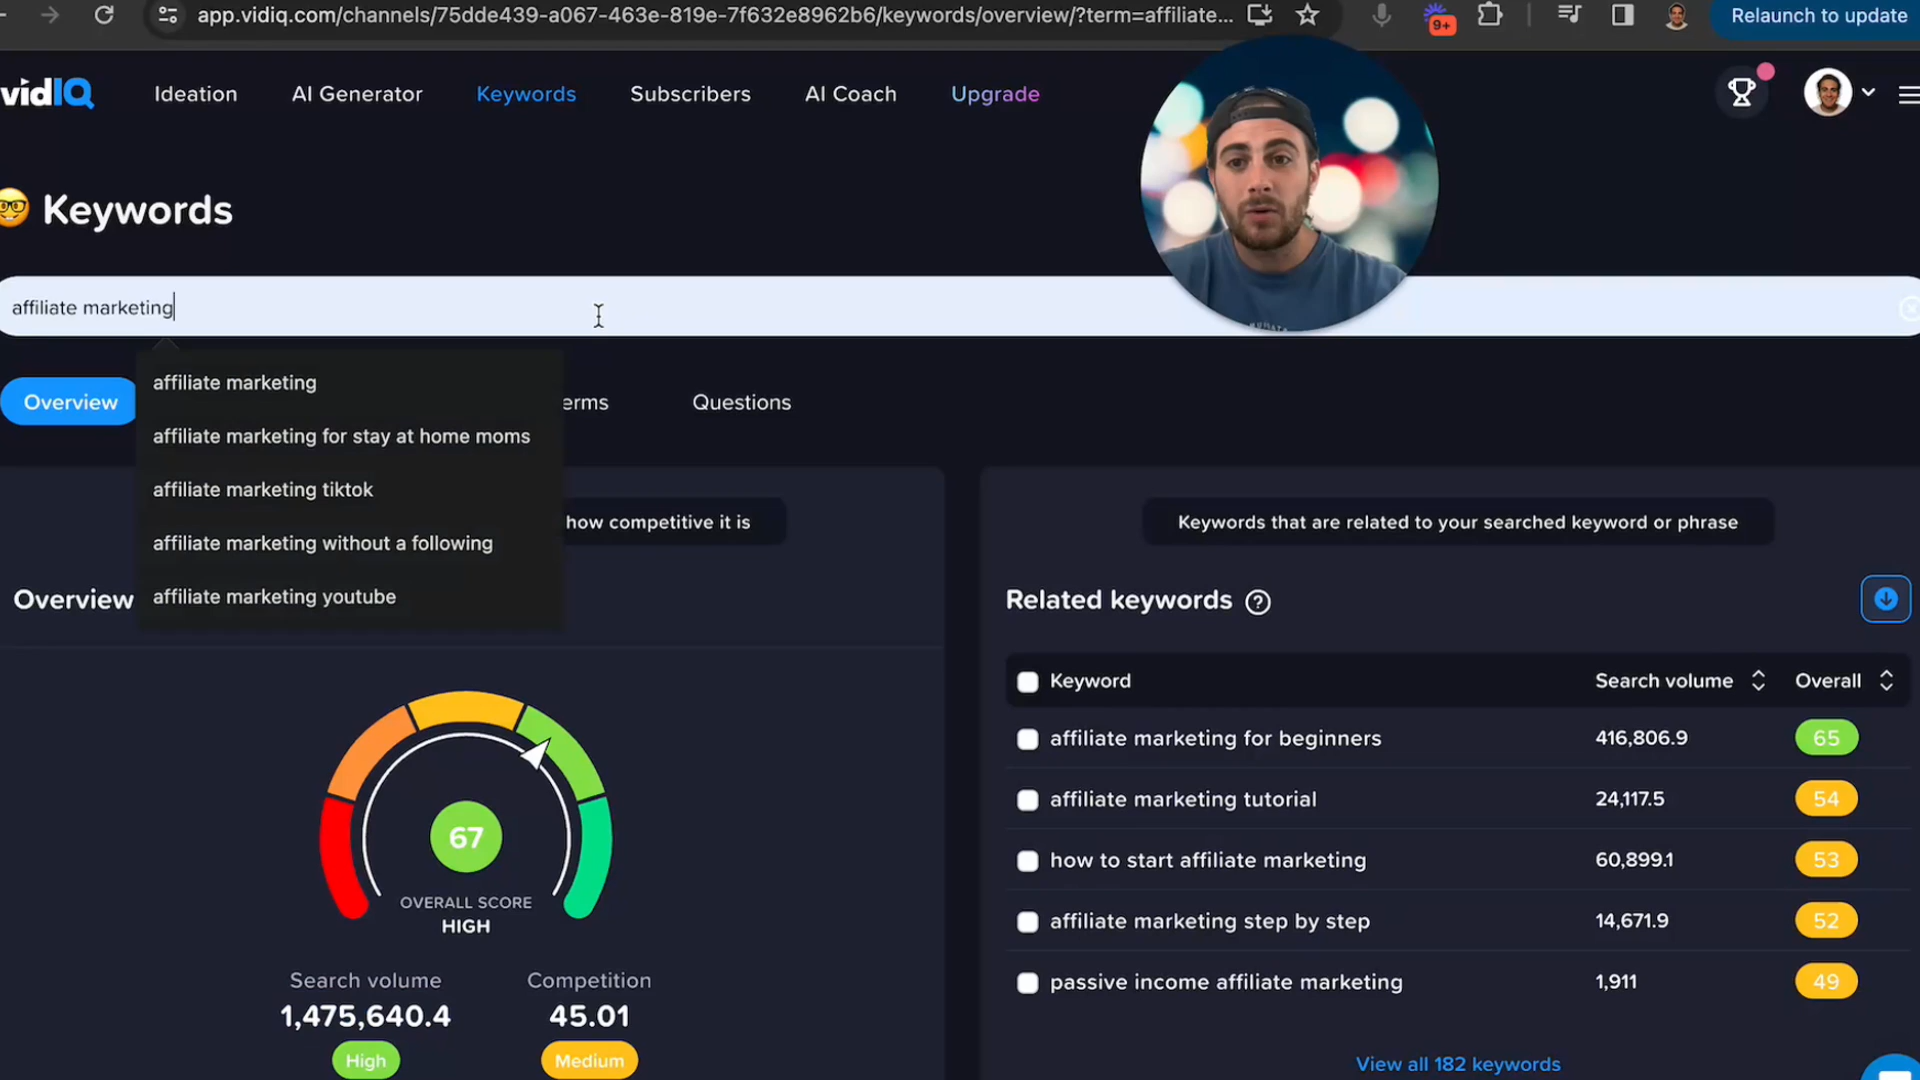 app.vidiq.com/channels/75dde439-a067-463e-819e-7f632e8962b6/keywords/overview/?term=affiliate...
9+
Relaunch to update
vidIQ
Ideation
AI Generator
Keywords
Subscribers
AI Coach
Upgrade
Keywords
affiliate marketing
affiliate marketing
affiliate marketing for stay at home moms
affiliate marketing tiktok
affiliate marketing without a following
affiliate marketing youtube
Overview
erms
Questions
how competitive it is
Keywords that are related to your searched keyword or phrase
Overview
Related keywords ?
Keyword Search volume Overall
affiliate marketing for beginners 416,806.9 65
affiliate marketing tutorial 24,117.5 54
how to start affiliate marketing 60,899.1 53
affiliate marketing step by step 14,671.9 52
passive income affiliate marketing 1,911 49
View all 182 keywords
67
OVERALL SCORE
HIGH
Search volume Competition
1,475,640.4 45.01
High Medium